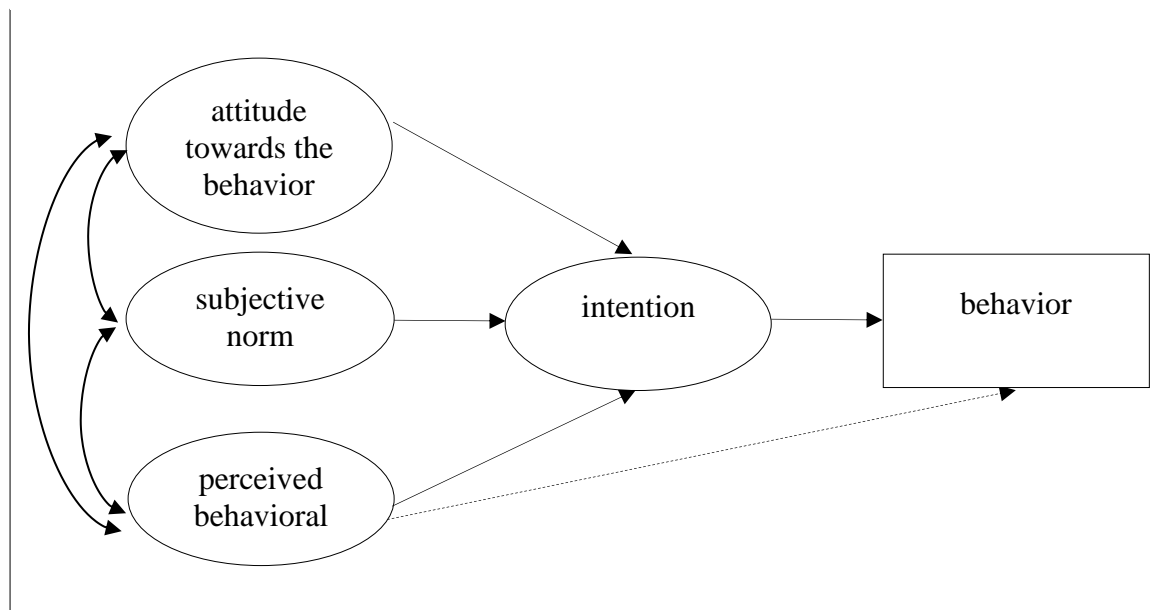 attitude
towards the
behavior
subjective
norm
intention
behavior
perceived
behavioral